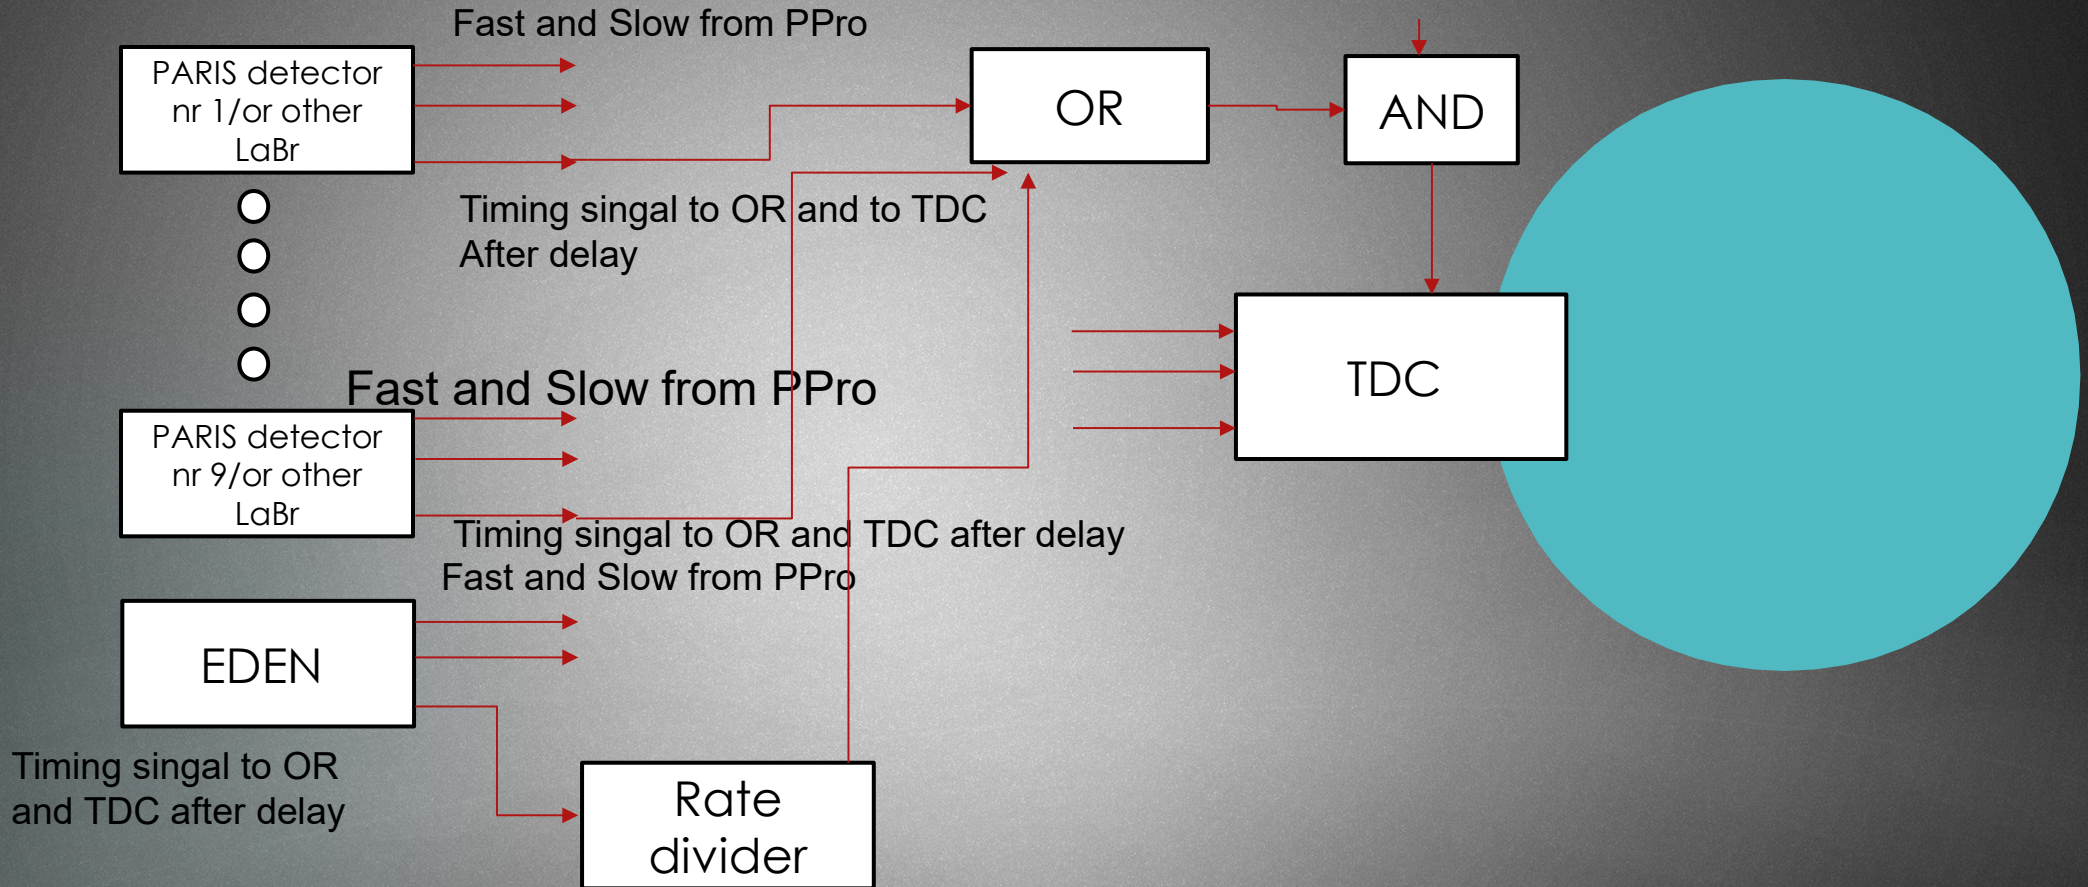 Fast and Slow from PPro
PARIS detector
nr 1/or other
LaBr
OR
AND
Timing singal to OR and to TDC
After delay
TDC
Fast and Slow from PPro
PARIS detector
nr 9/or other
LaBr
Timing singal to OR and TDC after delay
Fast and Slow from PPro
EDEN
Timing singal to OR
and TDC after delay
Rate
divider